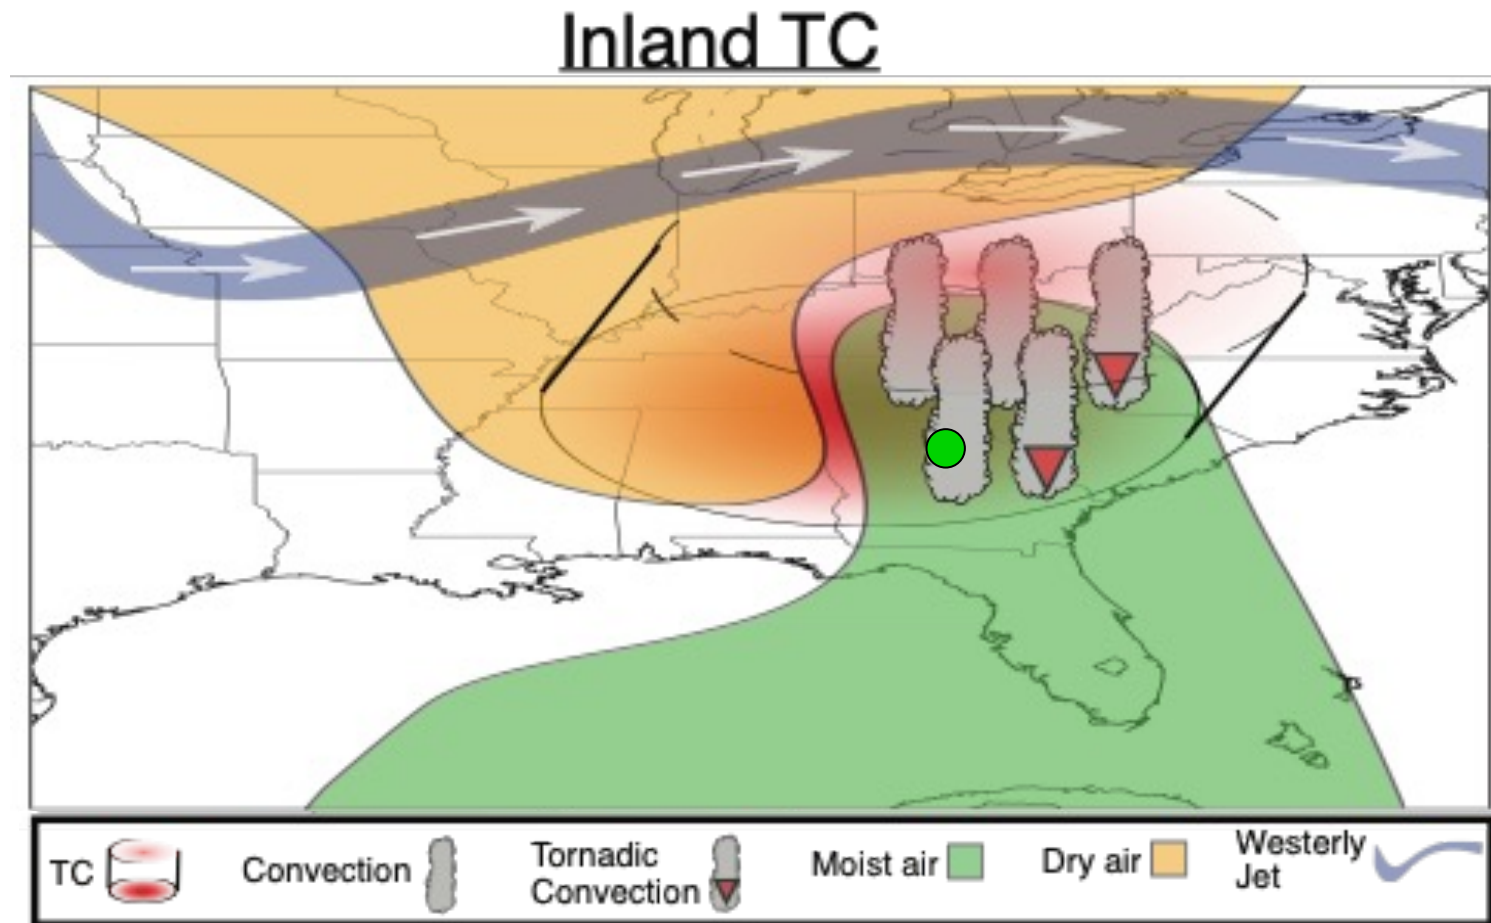 Inland TC
TC
Convection
Tornadic
Convection
Moist air
Dry air
Westerly
Jet